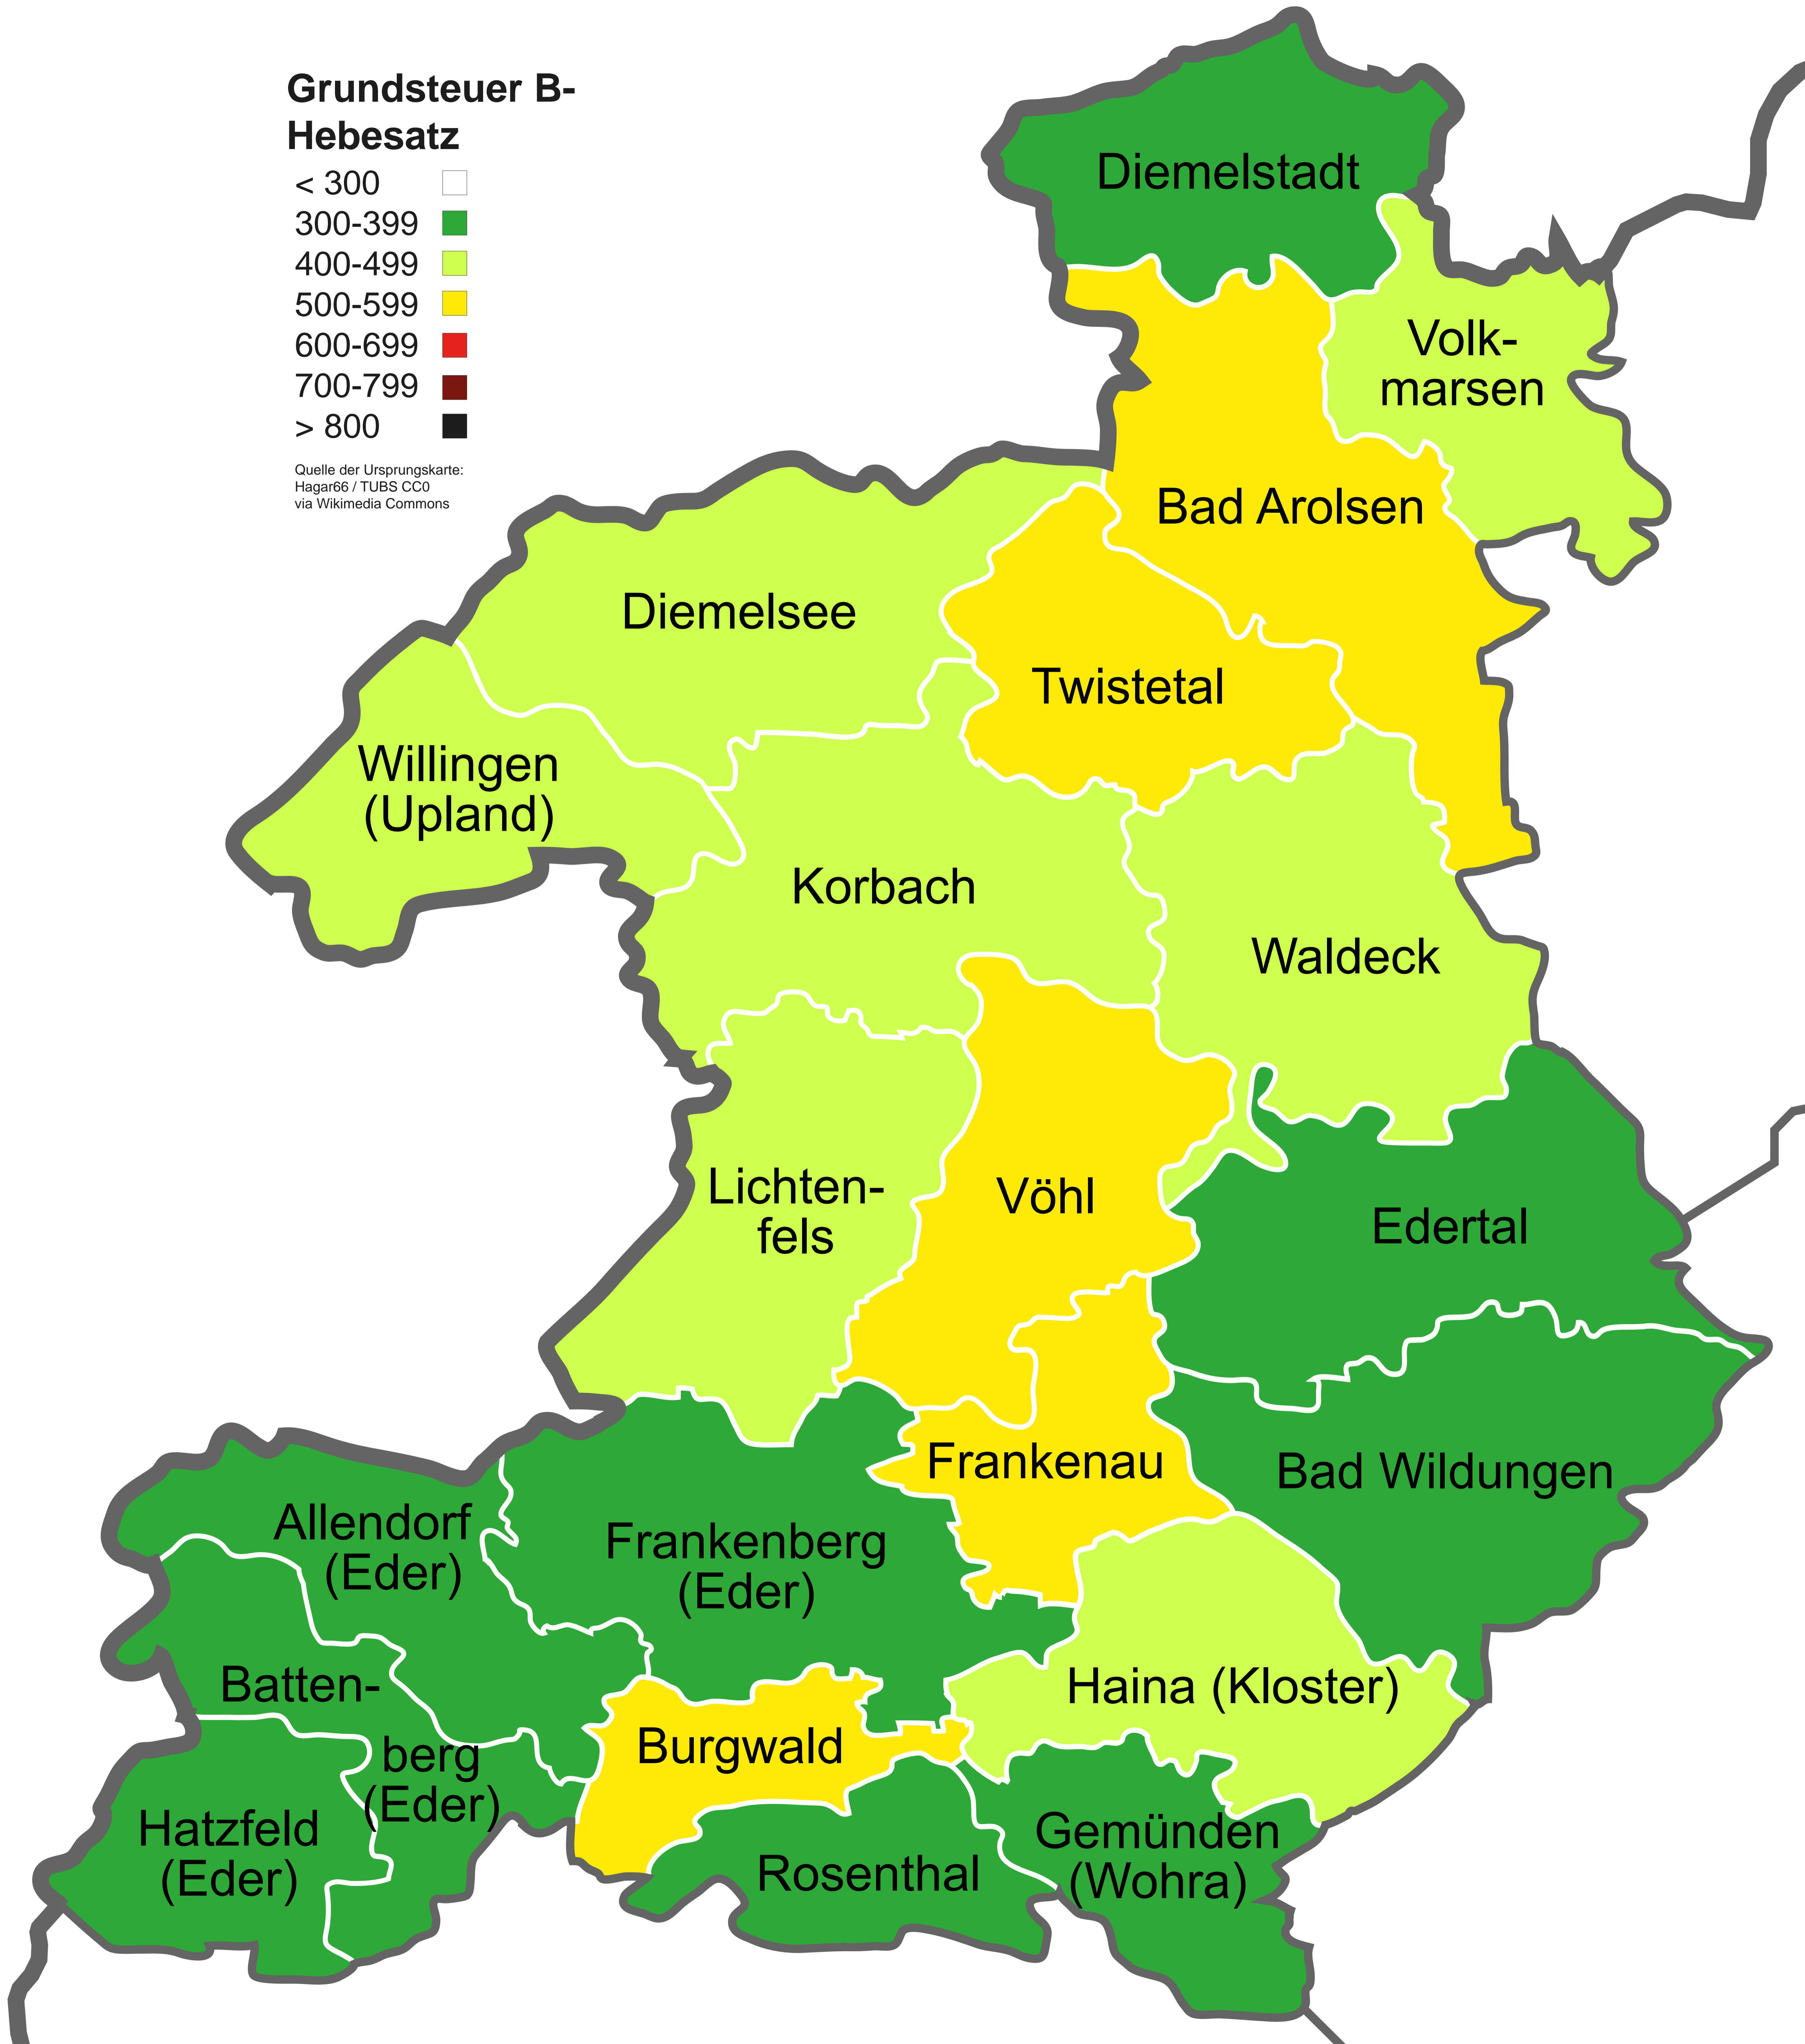 Grundsteuer B-
Hebesatz
< 300
300-399
400-499
500-599
600-699
700-799
> 800
Quelle der Ursprungskarte:
Hagar66 / TUBS CC0
via Wikimedia Commons
Diemelstadt
Volk-
marsen
Bad Arolsen
Diemelsee
Twistetal
Willingen
(Upland)
Korbach
Waldeck
Lichten-
fels
Vöhl
Edertal
Frankenau
Bad Wildungen
Allendorf
(Eder)
Frankenberg
(Eder)
Batten-
berg
(Eder)
Haina (Kloster)
Burgwald
Hatzfeld
(Eder)
Rosenthal
Gemünden
(Wohra)